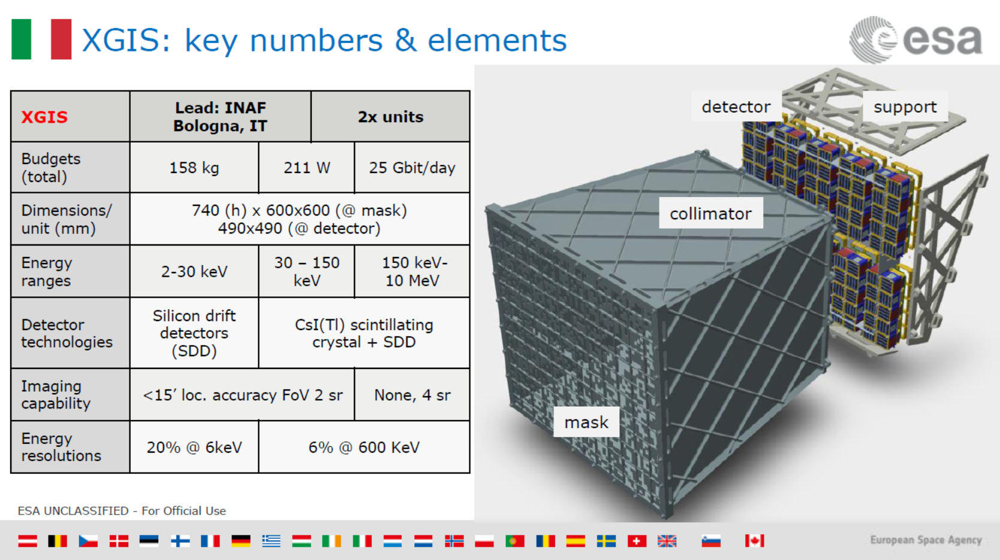 XGIS: key numbers & elements
esa
XGIS
Lead: INAF
Bologna, IT
2x units
Budgets
(total)
158 kg
211 W
25 Gbit/day
Dimensions/
unit (mm)
740 (h) x 600x600 (@ mask)
490x490 (@ detector)
Energy
ranges
2-30 keV
30 – 150
keV
150 keV-
10 MeV
Detector
technologies
Silicon drift
detectors
(SDD)
CsI(Tl) scintillating
crystal + SDD
Imaging
capability
<15′ loc. accuracy FoV 2 sr
None, 4 sr
Energy
resolutions
20% @ 6keV
6% @ 600 KeV
detector
support
collimator
mask
ESA UNCLASSIFIED - For Official Use
European Space Agency